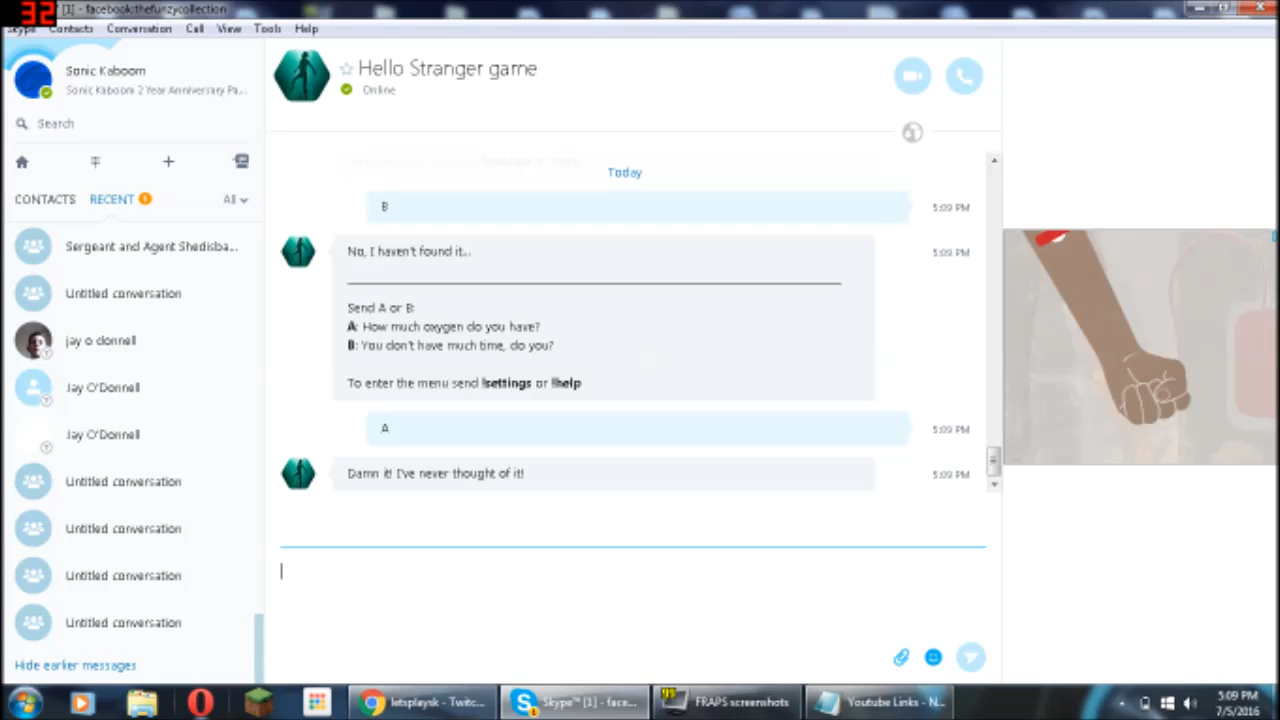 32
[1] - facebook:thefunzycollection
Skype Contacts Conversation Call View Tools Help
Sonic Kaboom
Sonic Kaboom 2 Year Anniversary Pa...
Search
CONTACTS RECENT All
Sergeant and Agent Shedisba...
Untitled conversation
jay o donnell
Jay O'Donnell
Jay O'Donnell
Untitled conversation
Untitled conversation
Untitled conversation
Untitled conversation
Hide earlier messages
Hello Stranger game
Online
Today
B 5:09 PM
No, I haven't found it... 5:09 PM
Send A or B:
A: How much oxygen do you have?
B: You don't have much time, do you?
To enter the menu send !settings or !help
A 5:09 PM
Damn it! I've never thought of it! 5:09 PM
letsplaysk - Twitc...
Skype™ [1] - face...
FRAPS screenshots
Youtube Links - N...
5:09 PM
7/5/2016